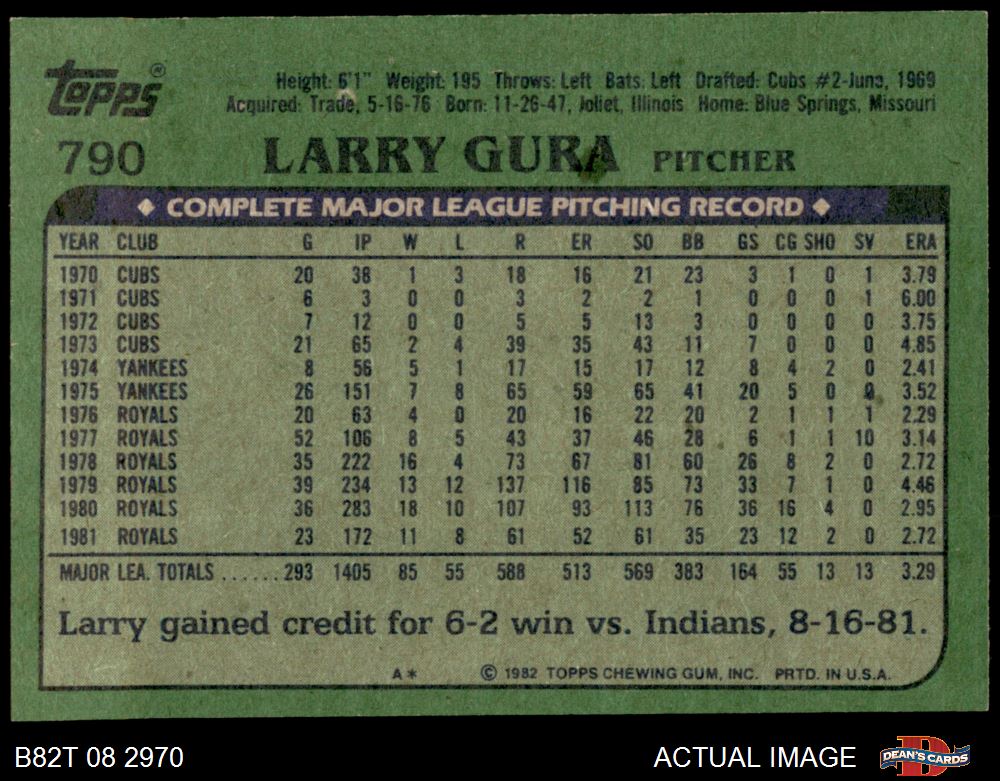 topps®
Height: 6'1" Weight: 195 Throws: Left Bats: Left Drafted: Cubs #2-June, 1969
Acquired: Trade, 5-16-76 Born: 11-26-47, Joliet, Illinois Home: Blue Springs, Missouri
790 LARRY GURA PITCHER
◆ COMPLETE MAJOR LEAGUE PITCHING RECORD ◆
YEAR CLUB G IP W L R ER SO BB GS CG SHO SV ERA
1970 CUBS 20 38 1 3 18 16 21 23 3 1 0 1 3.79
1971 CUBS 6 3 0 0 3 2 2 1 0 0 0 1 6.00
1972 CUBS 7 12 0 0 5 5 13 3 0 0 0 0 3.75
1973 CUBS 21 65 2 4 39 35 43 11 7 0 0 0 4.85
1974 YANKEES 8 56 5 1 17 15 17 12 8 4 2 0 2.41
1975 YANKEES 26 151 7 8 65 59 65 41 20 5 0 0 3.52
1976 ROYALS 20 63 4 0 20 16 22 20 2 1 1 1 2.29
1977 ROYALS 52 106 8 5 43 37 46 28 6 1 1 10 3.14
1978 ROYALS 35 222 16 4 73 67 81 60 26 8 2 0 2.72
1979 ROYALS 39 234 13 12 137 116 85 73 33 7 1 0 4.46
1980 ROYALS 36 283 18 10 107 93 113 76 36 16 4 0 2.95
1981 ROYALS 23 172 11 8 61 52 61 35 23 12 2 0 2.72
MAJOR LEA. TOTALS ...... 293 1405 85 55 588 513 569 383 164 55 13 13 3.29
Larry gained credit for 6-2 win vs. Indians, 8-16-81.
A* © 1982 TOPPS CHEWING GUM, INC. PRTD. IN U.S.A.
B82T 08 2970 ACTUAL IMAGE DEAN'S CARDS